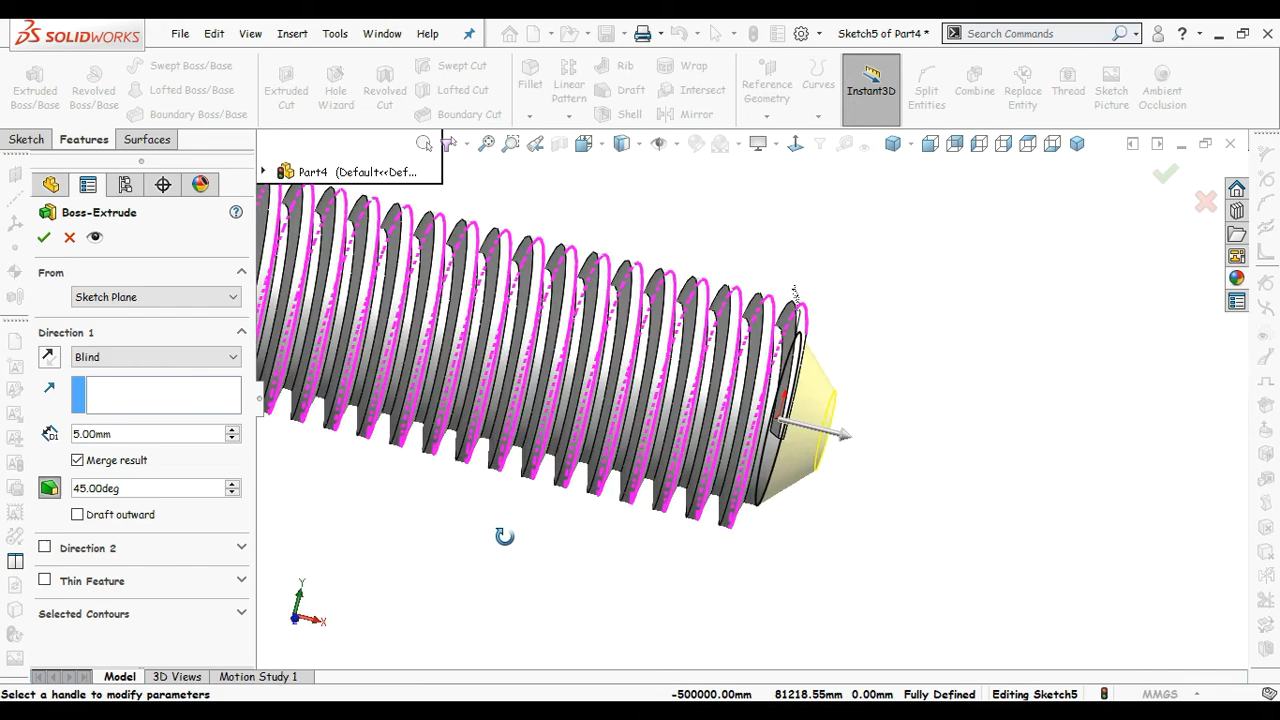 SOLIDWORKS File Edit View Insert Tools Window Help Sketch5 of Part4 * Search Commands ?
Extruded Boss/Base Revolved Boss/Base Swept Boss/Base Lofted Boss/Base Boundary Boss/Base Extruded Cut Hole Wizard Revolved Cut Swept Cut Lofted Cut Boundary Cut Fillet Linear Pattern Rib Draft Shell Wrap Intersect Mirror Reference Geometry Curves Instant3D Split Entities Combine Replace Entity Thread Sketch Picture Ambient Occlusion
Sketch Features Surfaces
Part4 (Default<<Def...
Boss-Extrude ?
From
Sketch Plane
Direction 1
Blind
5.00mm
Merge result
45.00deg
Draft outward
Direction 2
Thin Feature
Selected Contours
Y
X
Model 3D Views Motion Study 1
Select a handle to modify parameters -500000.00mm 81218.55mm 0.00mm Fully Defined Editing Sketch5 MMGS